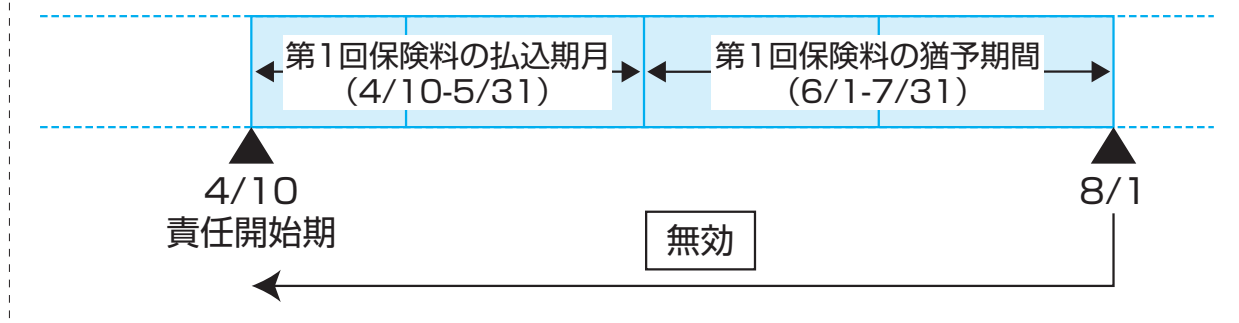 第1回保険料の払込期月
（4/10-5/31）
第1回保険料の猶予期間
（6/1-7/31）
4/10
責任開始期
8/1
無効